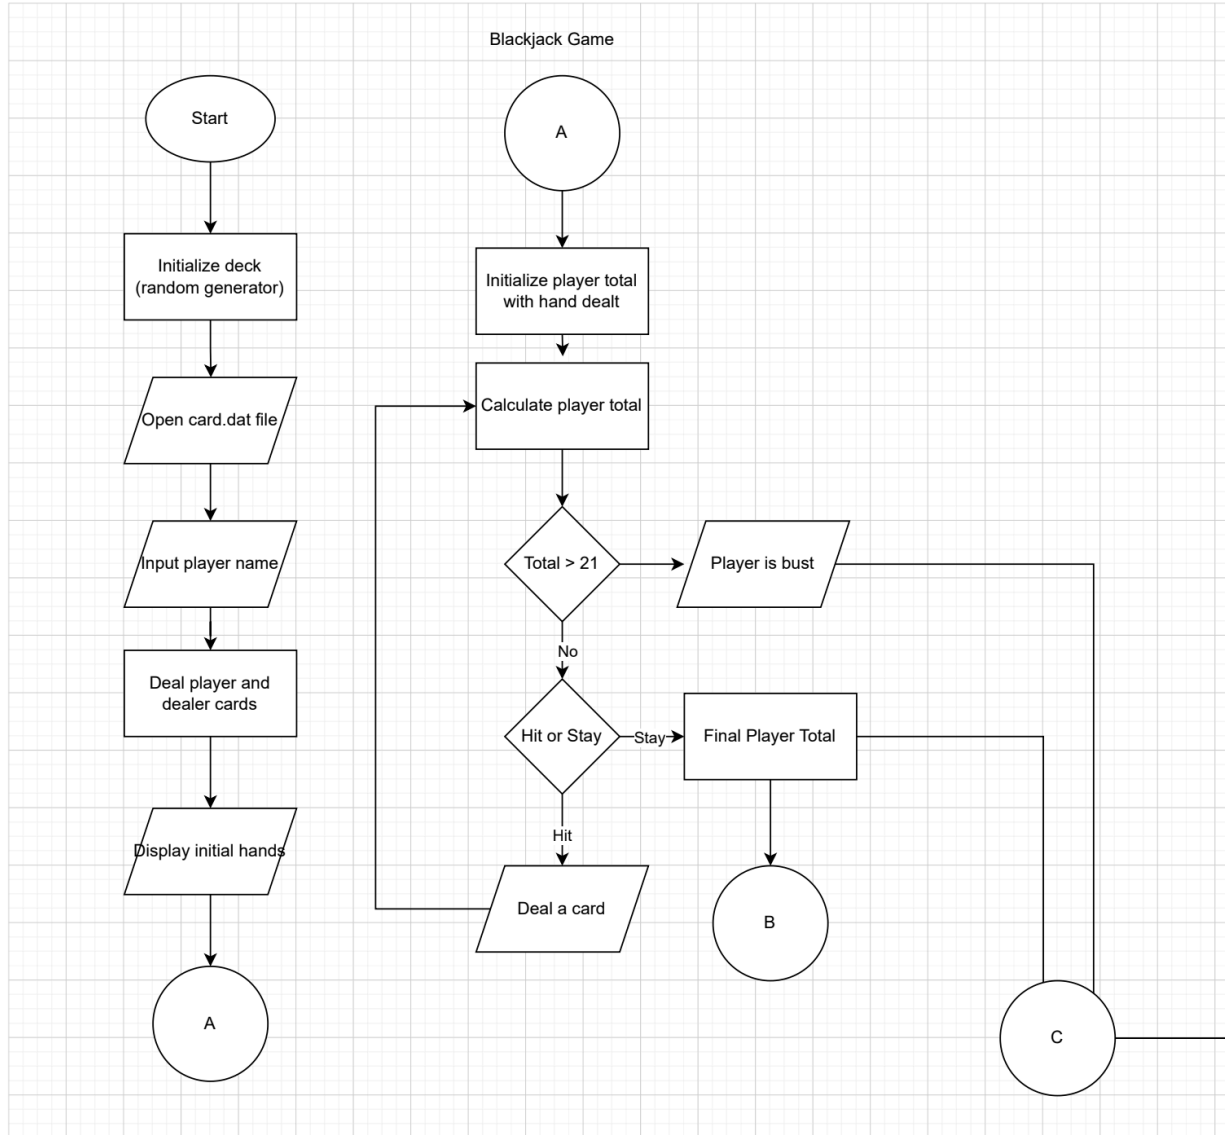 Blackjack Game
Start
Initialize deck
(random generator)
Open card.dat file
Input player name
Deal player and
dealer cards
Display initial hands
A
A
Initialize player total
with hand dealt
Calculate player total
Total > 21
Player is bust
No
Hit or Stay
Stay
Final Player Total
Hit
Deal a card
B
C